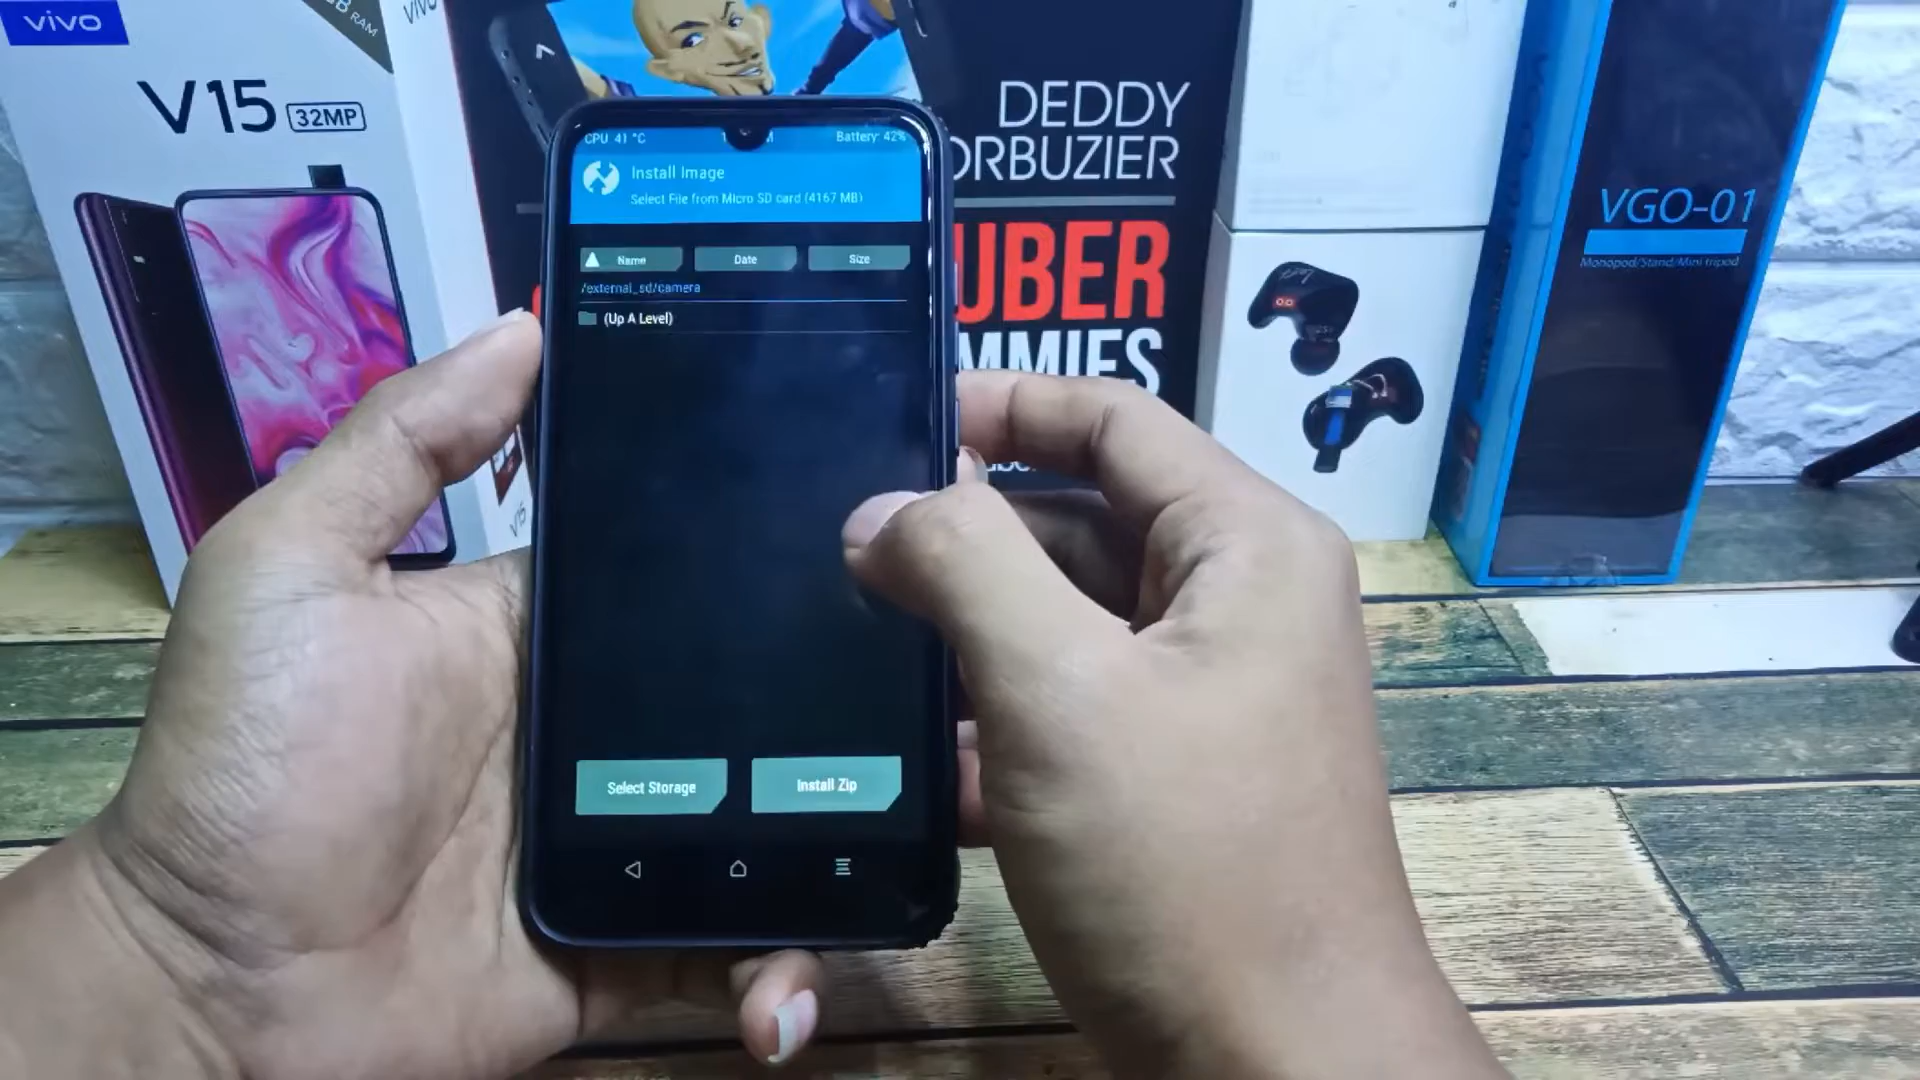 vivo
RAM
V15 32MP
V15
DEDDY
ORBUZIER
UBER
MMIES
VGO-01
Monopod/Stand/Mini tripod
CPU 41 °C
Battery: 42%
Install Image
Select File from Micro SD card (4167 MB)
Name
Date
Size
/external_sd/camera
(Up A Level)
Select Storage
Install Zip